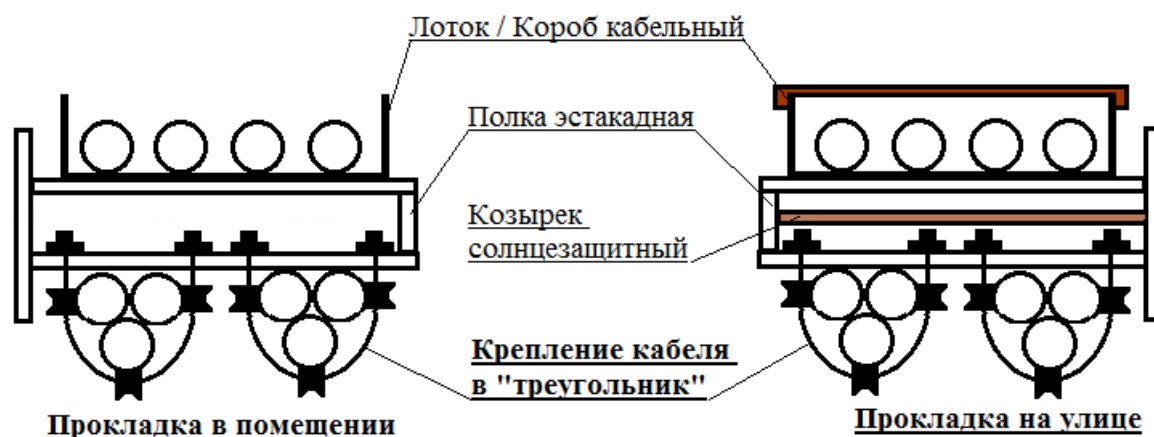 Лоток / Короб кабельный
Полка эстакадная
Козырек
солнцезащитный
Крепление кабеля
в "треугольник"
Прокладка в помещении
Прокладка на улице